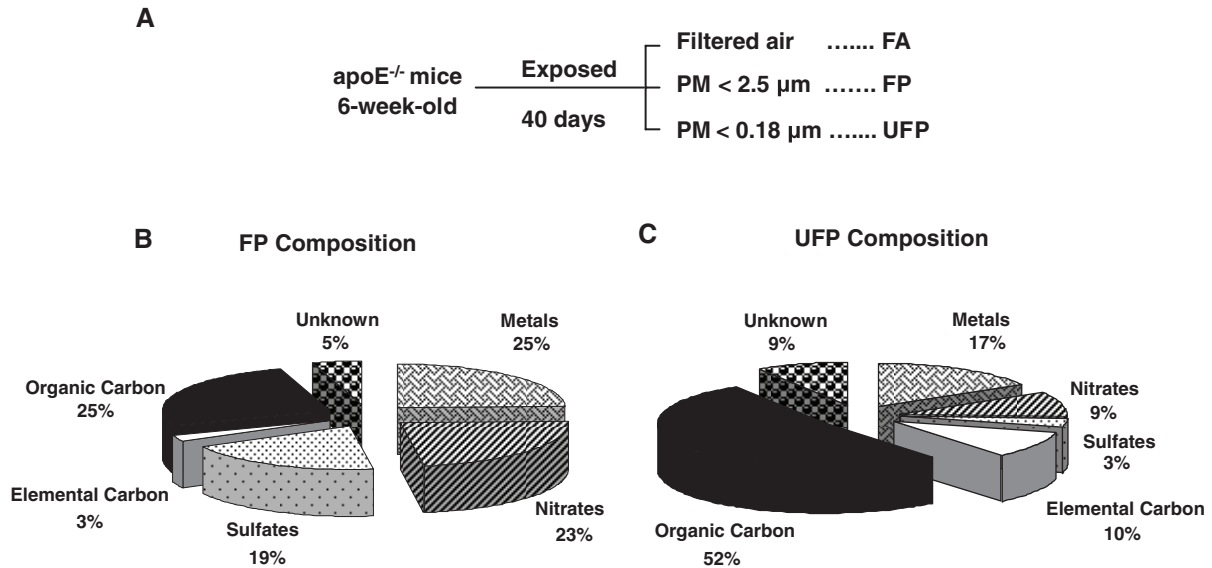 A
apoE-/- mice
6-week-old
Exposed
40 days
Filtered air ....... FA
PM < 2.5 µm ....... FP
PM < 0.18 µm ....... UFP
B
FP Composition
Unknown
5%
Metals
25%
Organic Carbon
25%
Elemental Carbon
3%
Sulfates
19%
Nitrates
23%
C
UFP Composition
Unknown
9%
Metals
17%
Nitrates
9%
Sulfates
3%
Elemental Carbon
10%
Organic Carbon
52%